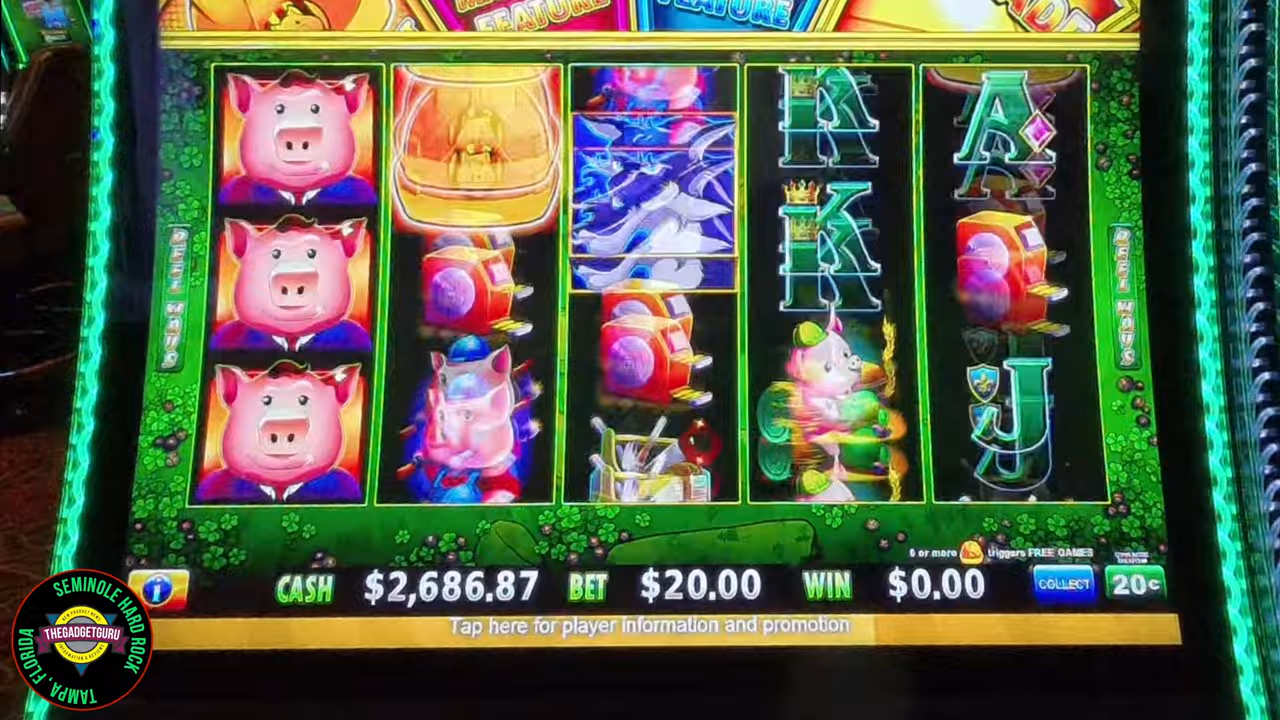 FEATURE
FEATURE
K
A
K
J
REEL WAYS
REEL WAYS
6 or more triggers FREE GAMES
CASH $2,686.87 BET $20.00 WIN $0.00 COLLECT 20¢
Tap here for player information and promotion
SEMINOLE HARD ROCK
THEGADGETGURU
TAMPA, FLORIDA